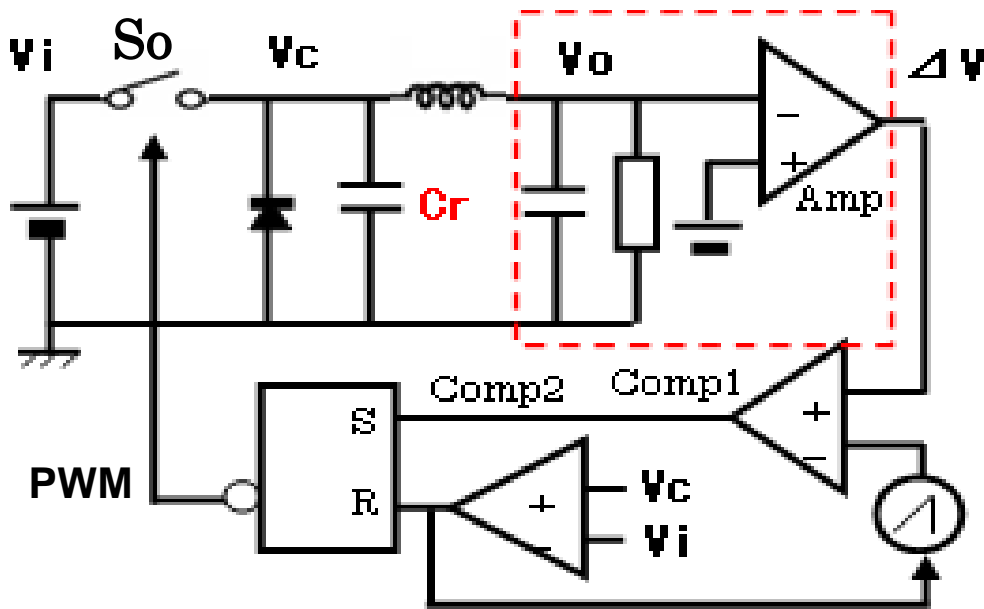 Vi
So
Vc
Vo
⊿V
−
+
Amp
Cr
Comp2
Comp1
+
−
S
R
PWM
+
−
Vc
Vi